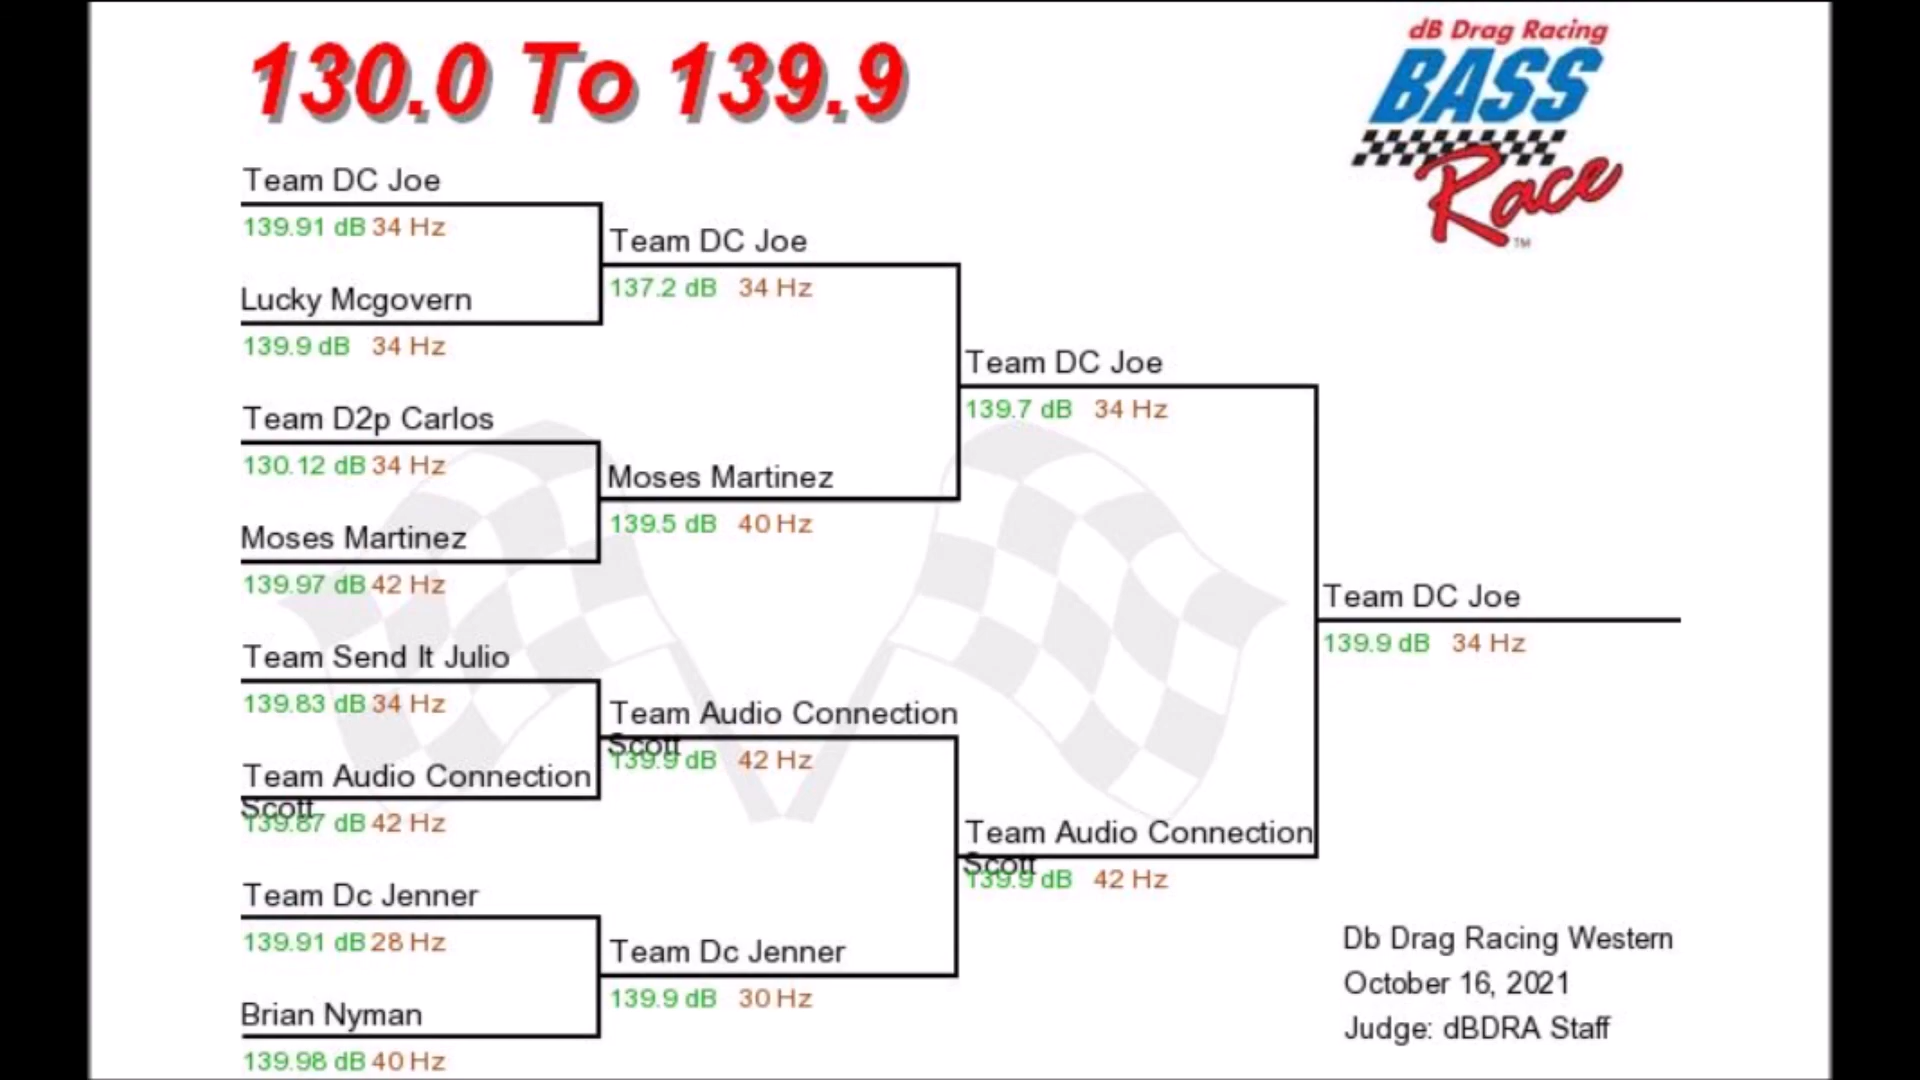 130.0 To 139.9
dB Drag Racing
BASS
Race
TM
Team DC Joe
139.91 dB 34 Hz
Lucky Mcgovern
139.9 dB 34 Hz
Team D2p Carlos
130.12 dB 34 Hz
Moses Martinez
139.97 dB 42 Hz
Team Send It Julio
139.83 dB 34 Hz
Team Audio Connection
Scott
139.87 dB 42 Hz
Team Dc Jenner
139.91 dB 28 Hz
Brian Nyman
139.98 dB 40 Hz
Team DC Joe
137.2 dB 34 Hz
Moses Martinez
139.5 dB 40 Hz
Team Audio Connection
Scott
139.9 dB 42 Hz
Team Dc Jenner
139.9 dB 30 Hz
Team DC Joe
139.7 dB 34 Hz
Team Audio Connection
Scott
139.9 dB 42 Hz
Team DC Joe
139.9 dB 34 Hz
Db Drag Racing Western
October 16, 2021
Judge: dBDRA Staff